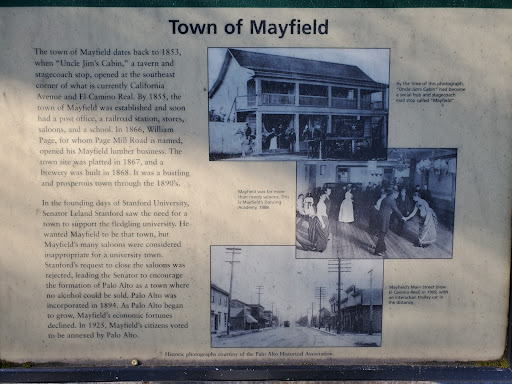 Town of Mayfield
The town of Mayfield dates back to 1853,
when "Uncle Jim's Cabin," a tavern and
stagecoach stop, opened at the southeast
corner of what is currently California
Avenue and El Camino Real. By 1855, the
town of Mayfield was established and soon
had a post office, a railroad station, stores,
saloons, and a school. In 1866, William
Page, for whom Page Mill Road is named,
opened his Mayfield lumber business. The
town site was platted in 1867, and a
brewery was built in 1868. It was a bustling
and prosperous town through the 1890's.
In the founding days of Stanford University,
Senator Leland Stanford saw the need for a
town to support the fledgling university. He
wanted Mayfield to be that town, but
Mayfield's many saloons were considered
inappropriate for a university town.
Stanford's request to close the saloons was
rejected, leading the Senator to encourage
the formation of Palo Alto as a town where
no alcohol could be sold. Palo Alto was
incorporated in 1894. As Palo Alto began
to grow, Mayfield's economic fortunes
declined. In 1925, Mayfield's citizens voted
to be annexed by Palo Alto.
By the time of this photograph,
"Uncle Jim's Cabin" had become
a social hub and stagecoach
stop called "Mayfield"
Mayfield was far more
than rowdy saloons. This
is Mayfield's Dancing
Academy,
Mayfield's Main Street (now
El Camino Real) in with
an interurban trolley car in
the distance.
Historic photographs courtesy of the Palo Alto Historical Association.